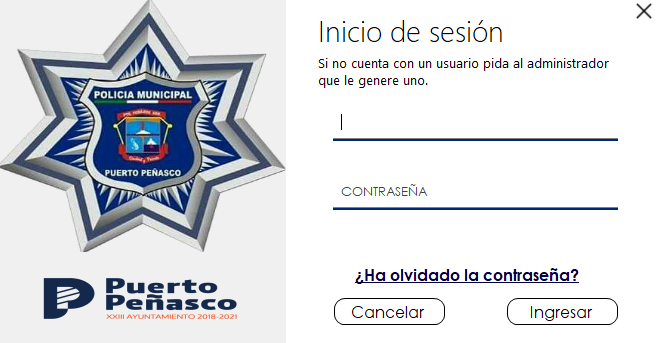 POLICIA MUNICIPAL
PUERTO PEÑASCO
Puerto
Peñasco
XXIII AYUNTAMIENTO 2018-2021
Inicio de sesión
Si no cuenta con un usuario pida al administrador
que le genere uno.
CONTRASEÑA
¿Ha olvidado la contraseña?
Cancelar
Ingresar